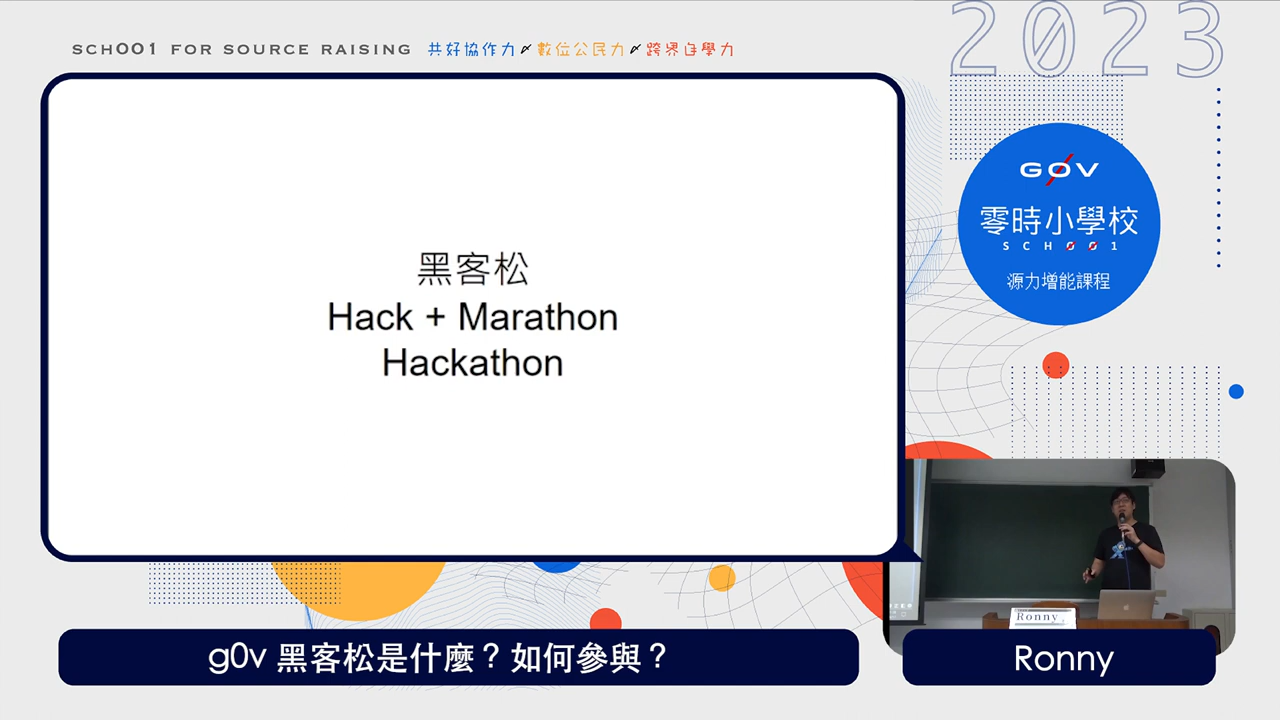 SCH001 FOR SOURCE RAISING 共好協作力 數位公民力 跨界自學力
2023
G0V
零時小學校
SCH001
源力增能課程
黑客松
Hack + Marathon
Hackathon
Ronny
g0v 黑客松是什麼？如何參與？
Ronny